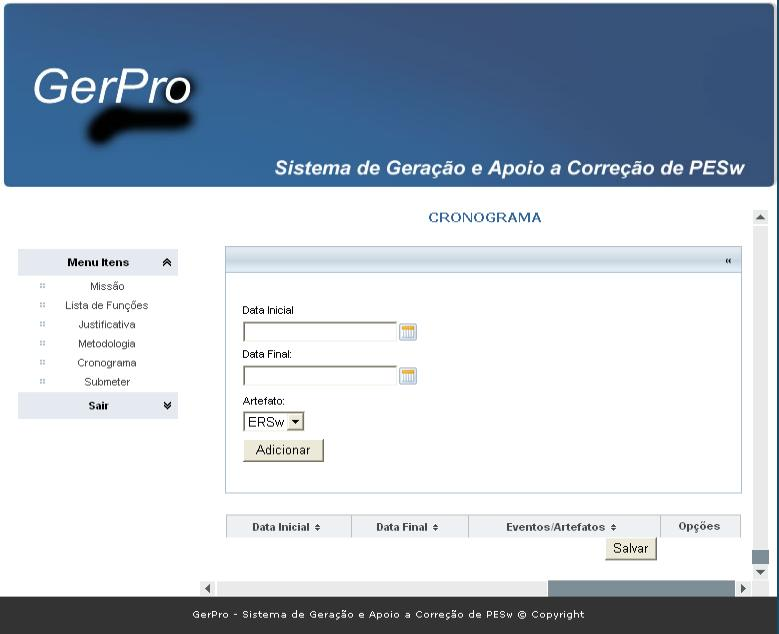 GerPro
Sistema de Geração e Apoio a Correção de PESw
CRONOGRAMA
Menu Itens
Missão
Lista de Funções
Justificativa
Metodologia
Cronograma
Submeter
Sair
Data Inicial
Data Final:
Artefato:
ERSw
Adicionar
Data Inicial Data Final Eventos/Artefatos Opções
Salvar
GerPro - Sistema de Geração e Apoio a Correção de PESw © Copyright